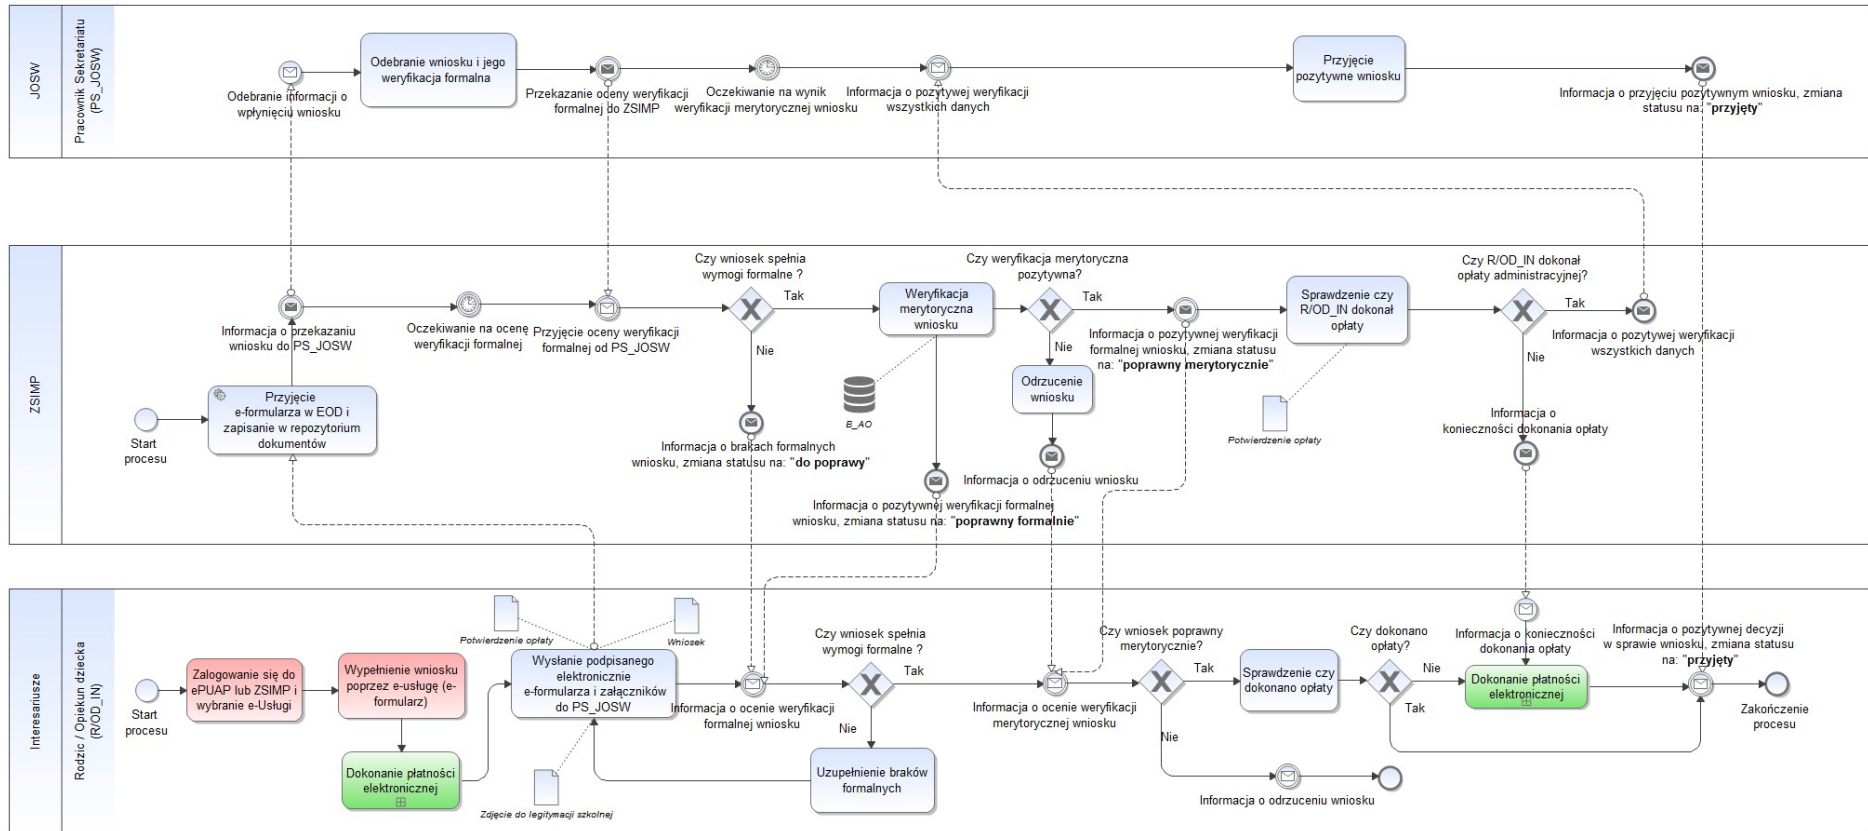 JOSW
Pracownik Sekretariatu
(PS_JOSW)
Odebranie informacji o
wpłynięciu wniosku
Odebranie wniosku i jego
weryfikacja formalna
Przekazanie oceny weryfikacji
formalnej do ZSIMP
Oczekiwanie na wynik
weryfikacji merytorycznej wniosku
Informacja o pozytywej weryfikacji
wszystkich danych
Przyjęcie
pozytywne wniosku
Informacja o przyjęciu pozytywnym wniosku, zmiana
statusu na: "przyjęty"
ZSIMP
Start
procesu
Przyjęcie
e-formularza w EOD i
zapisanie w repozytorium
dokumentów
Informacja o przekazaniu
wniosku do PS_JOSW
Oczekiwanie na ocenę
weryfikacji formalnej
Przyjęcie oceny weryfikacji
formalnej od PS_JOSW
Czy wniosek spełnia
wymogi formalne ?
Tak
Nie
Informacja o brakach formalnych
wniosku, zmiana statusu na: "do poprawy"
Weryfikacja
merytoryczna
wniosku
B_AO
Informacja o pozytywnej weryfikacji formalnej
wniosku, zmiana statusu na: "poprawny formalnie"
Czy weryfikacja merytoryczna
pozytywna?
Tak
Nie
Odrzucenie
wniosku
Informacja o odrzuceniu wniosku
Informacja o pozytywnej weryfikacji
formalnej wniosku, zmiana statusu
na: "poprawny merytorycznie"
Sprawdzenie czy
R/OD_IN dokonał
opłaty
Potwierdzenie opłaty
Czy R/OD_IN dokonał
opłaty administracyjnej?
Tak
Nie
Informacja o pozytywej weryfikacji
wszystkich danych
Informacja o
konieczności dokonania opłaty
Interesariusze
Rodzic / Opiekun dziecka
(R/OD_IN)
Start
procesu
Zalogowanie się do
ePUAP lub ZSIMP i
wybranie e-Usługi
Wypełnienie wniosku
poprzez e-usługę (e-
formularz)
Dokonanie płatności
elektronicznej
Potwierdzenie opłaty
Wniosek
Wysłanie podpisanego
elektronicznie
e-formularza i załączników
do PS_JOSW
Zdjęcie do legitymacji szkolnej
Informacja o ocenie weryfikacji
formalnej wniosku
Czy wniosek spełnia
wymogi formalne ?
Tak
Nie
Uzupełnienie braków
formalnych
Informacja o ocenie weryfikacji
merytorycznej wniosku
Czy wniosek poprawny
merytorycznie?
Tak
Nie
Informacja o odrzuceniu wniosku
Sprawdzenie czy
dokonano opłaty
Czy dokonano
opłaty?
Nie
Tak
Informacja o konieczności
dokonania opłaty
Dokonanie płatności
elektronicznej
Informacja o pozytywnej decyzji
w sprawie wniosku, zmiana statusu
na: "przyjęty"
Zakończenie
procesu